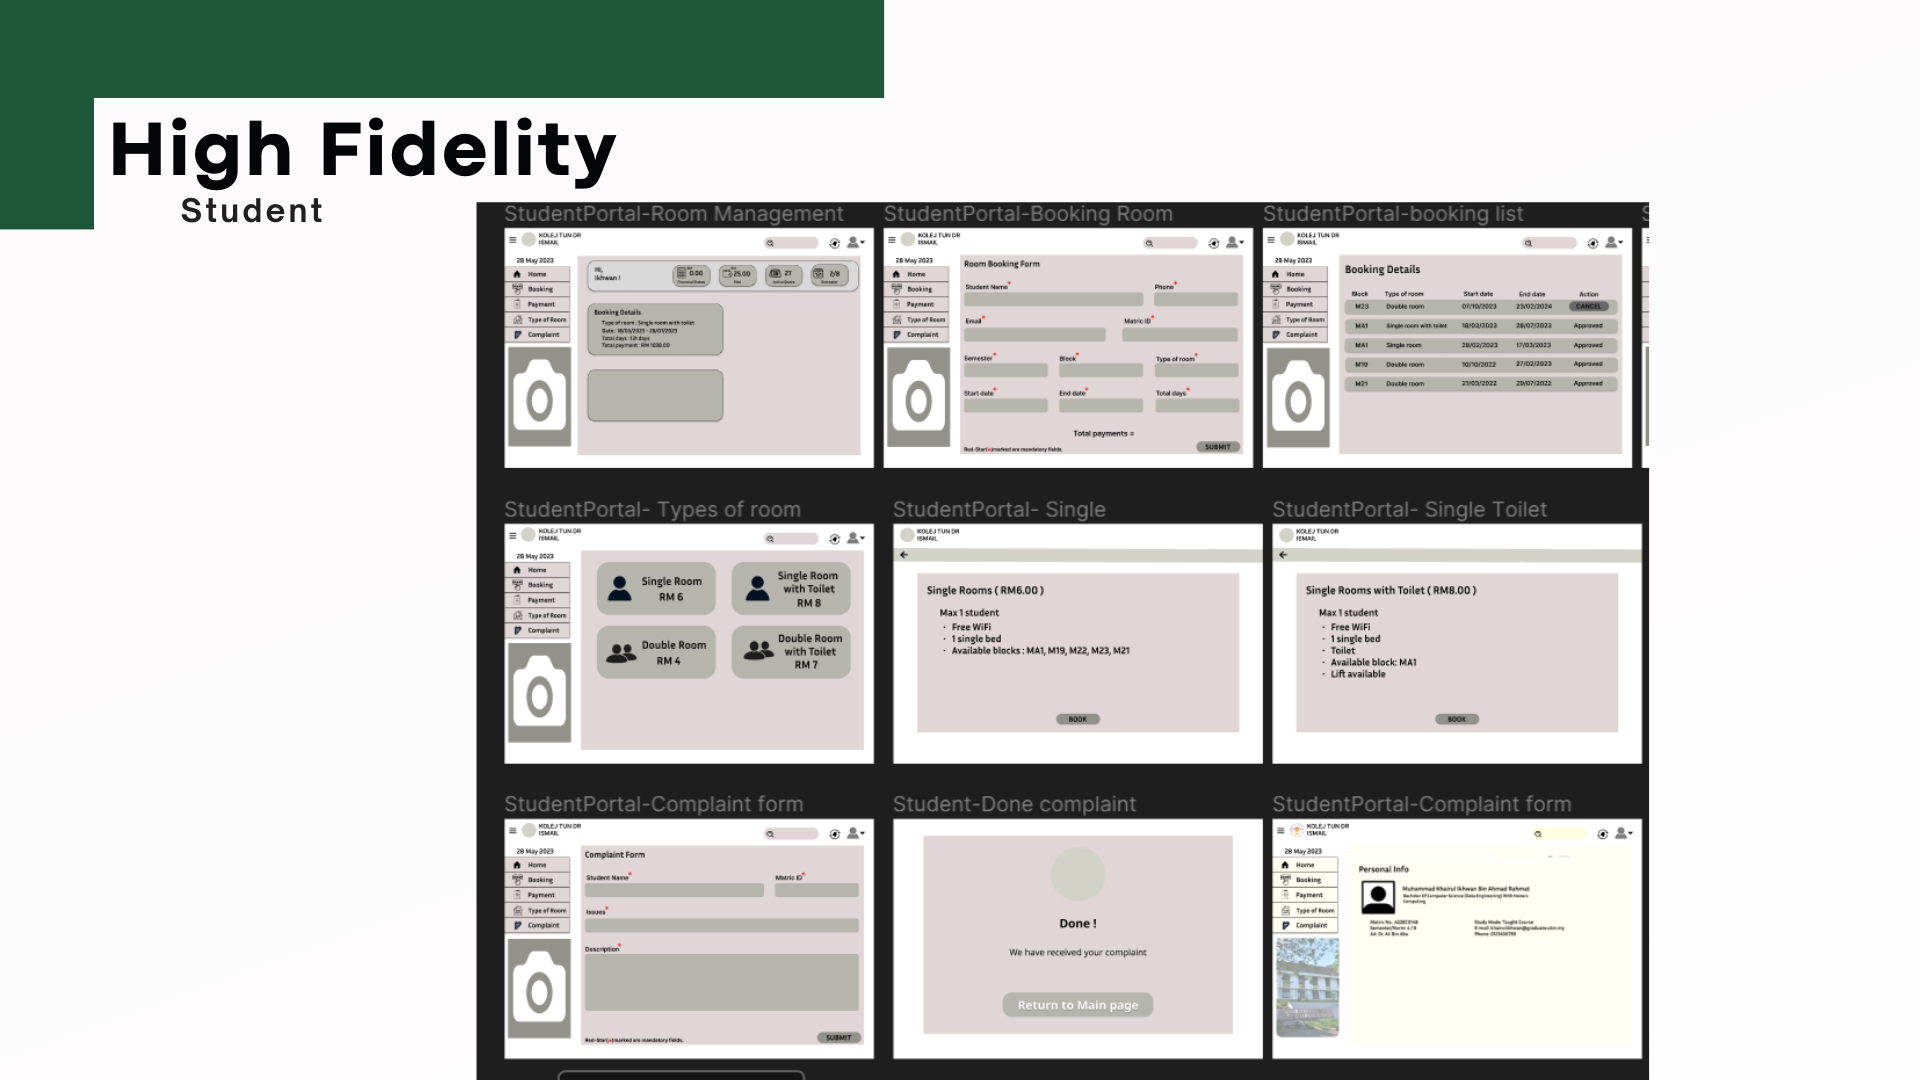 High Fidelity
Student
StudentPortal-Room Management
KOLEJ TUN DR
ISMAIL
28 May 2023
Home
Booking
Payment
Type of Room
Complaint
Hi,
Ikhwan !
0.00
25.00
27
2/8
Booking Details
Type of room : Single room with toilet
Date: 18/03/2023 - 28/07/2023
Total days : 131 days
Total payment : RM 1038.00
StudentPortal-Booking Room
KOLEJ TUN DR
ISMAIL
28 May 2023
Home
Booking
Payment
Type of Room
Complaint
Room Booking Form
Student Name*
Phone*
Email*
Matric ID*
Semester*
Block*
Type of room*
Start date*
End date*
Total days*
Total payments =
Red-Star(*)marked are mandatory fields.
SUBMIT
StudentPortal-booking list
KOLEJ TUN DR
ISMAIL
28 May 2023
Home
Booking
Payment
Type of Room
Complaint
Booking Details
Block Type of room Start date End date Action
M23 Double room 07/10/2023 23/02/2024 CANCEL
MA1 Single room with toilet 18/03/2023 28/07/2023 Approved
MA1 Single room 28/02/2023 17/03/2023 Approved
M19 Double room 10/10/2022 27/02/2023 Approved
M21 Double room 21/03/2022 29/07/2022 Approved
StudentPortal- Types of room
KOLEJ TUN DR
ISMAIL
28 May 2023
Home
Booking
Payment
Type of Room
Complaint
Single Room
RM 6
Single Room
with Toilet
RM 8
Double Room
RM 4
Double Room
with Toilet
RM 7
StudentPortal- Single
KOLEJ TUN DR
ISMAIL
Single Rooms ( RM6.00 )
Max 1 student
· Free WiFi
· 1 single bed
· Available blocks : MA1, M19, M22, M23, M21
BOOK
StudentPortal- Single Toilet
KOLEJ TUN DR
ISMAIL
Single Rooms with Toilet ( RM8.00 )
Max 1 student
· Free WiFi
· 1 single bed
· Toilet
· Available block: MA1
· Lift available
BOOK
StudentPortal-Complaint form
KOLEJ TUN DR
ISMAIL
28 May 2023
Home
Booking
Payment
Type of Room
Complaint
Complaint Form
Student Name*
Matric ID*
Issues*
Description*
Red-Star(*)marked are mandatory fields.
SUBMIT
Student-Done complaint
Done !
We have received your complaint
Return to Main page
StudentPortal-Complaint form
KOLEJ TUN DR
ISMAIL
28 May 2023
Home
Booking
Payment
Type of Room
Complaint
Personal Info
Muhammad Khairul Ikhwan Bin Ahmad Rahmat
Bachelor Of Computer Science (Data Engineering) With Honors
Computing
Study Mode: Taught Course